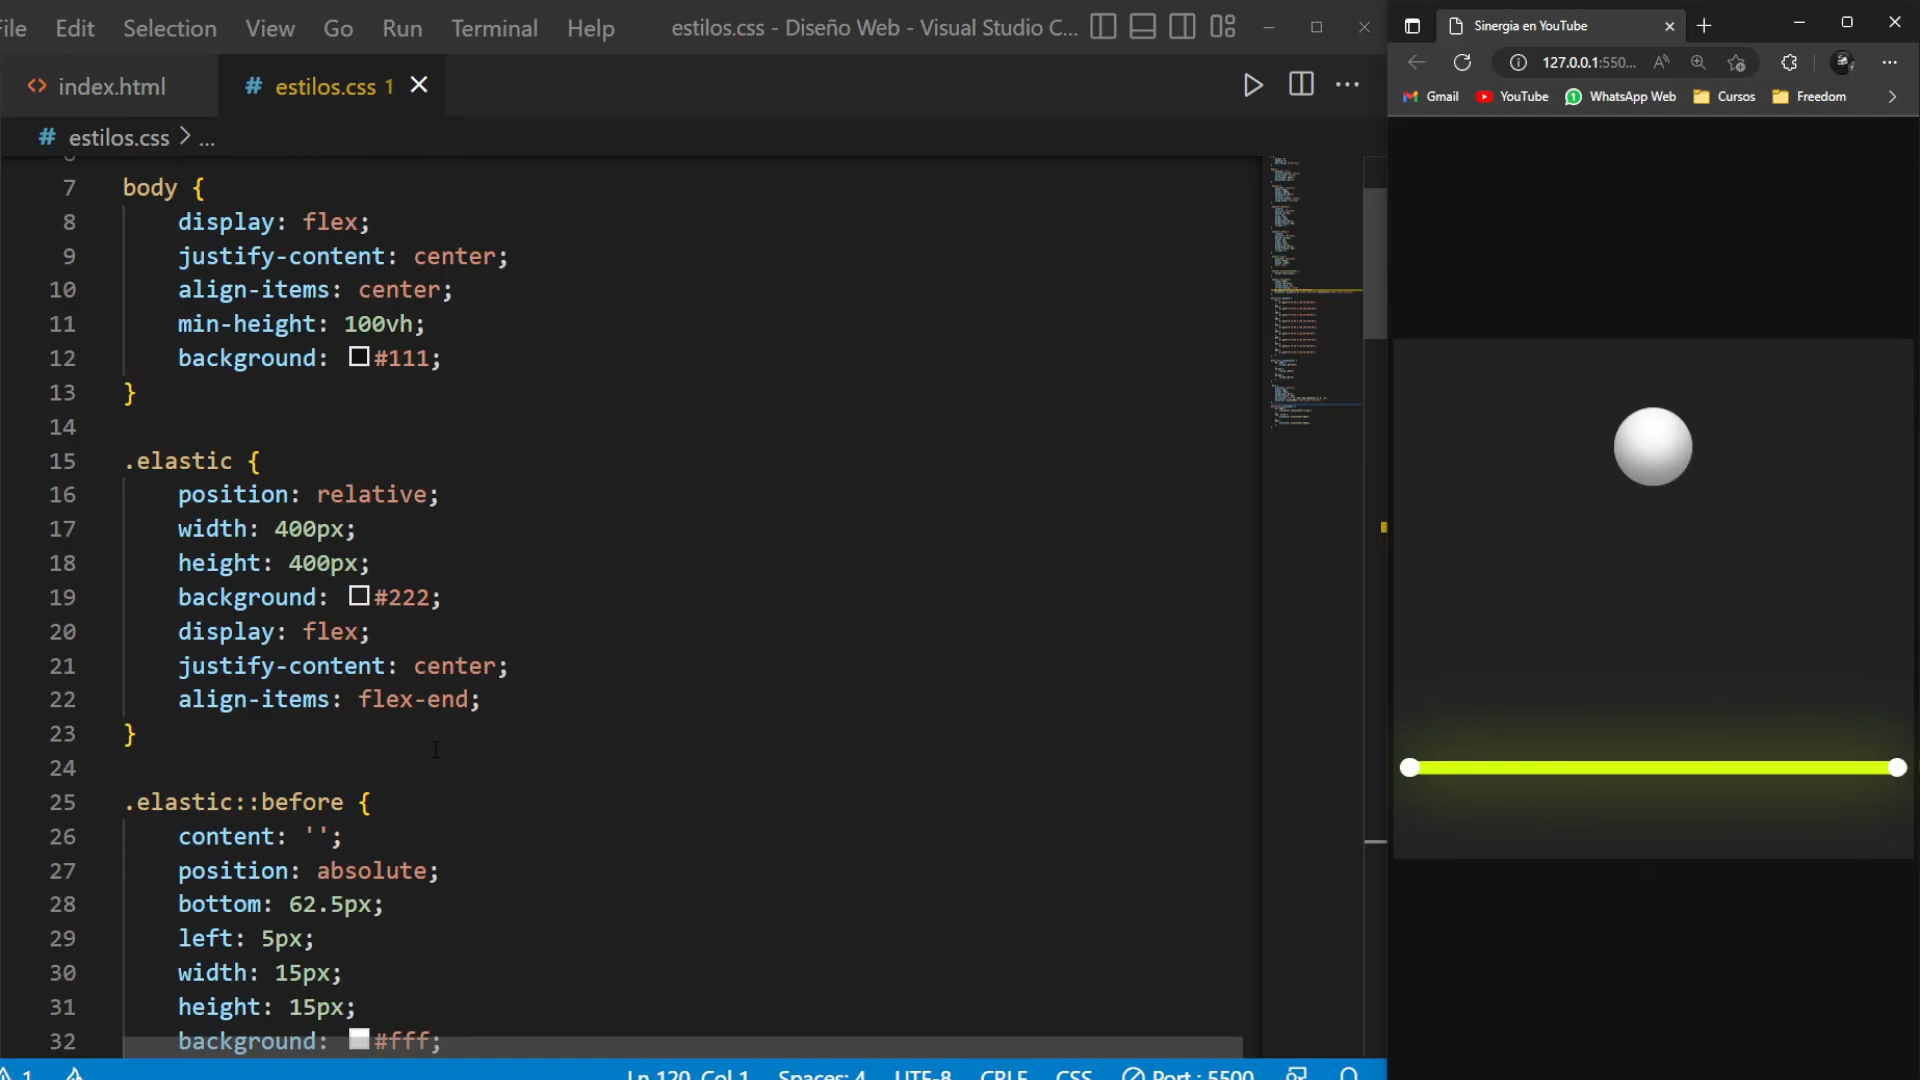 File Edit Selection View Go Run Terminal Help
estilos.css - Diseño Web - Visual Studio C...
index.html
# estilos.css 1
# estilos.css > ...
7 body {
8 display: flex;
9 justify-content: center;
10 align-items: center;
11 min-height: 100vh;
12 background: #111;
13 }
14
15 .elastic {
16 position: relative;
17 width: 400px;
18 height: 400px;
19 background: #222;
20 display: flex;
21 justify-content: center;
22 align-items: flex-end;
23 }
24
25 .elastic::before {
26 content: '';
27 position: absolute;
28 bottom: 62.5px;
29 left: 5px;
30 width: 15px;
31 height: 15px;
32 background: #fff;
1 Ln 120, Col 1 Spaces: 4 UTF-8 CRLF CSS Port : 5500
Sinergia en YouTube
127.0.0.1:550...
Gmail YouTube WhatsApp Web Cursos Freedom